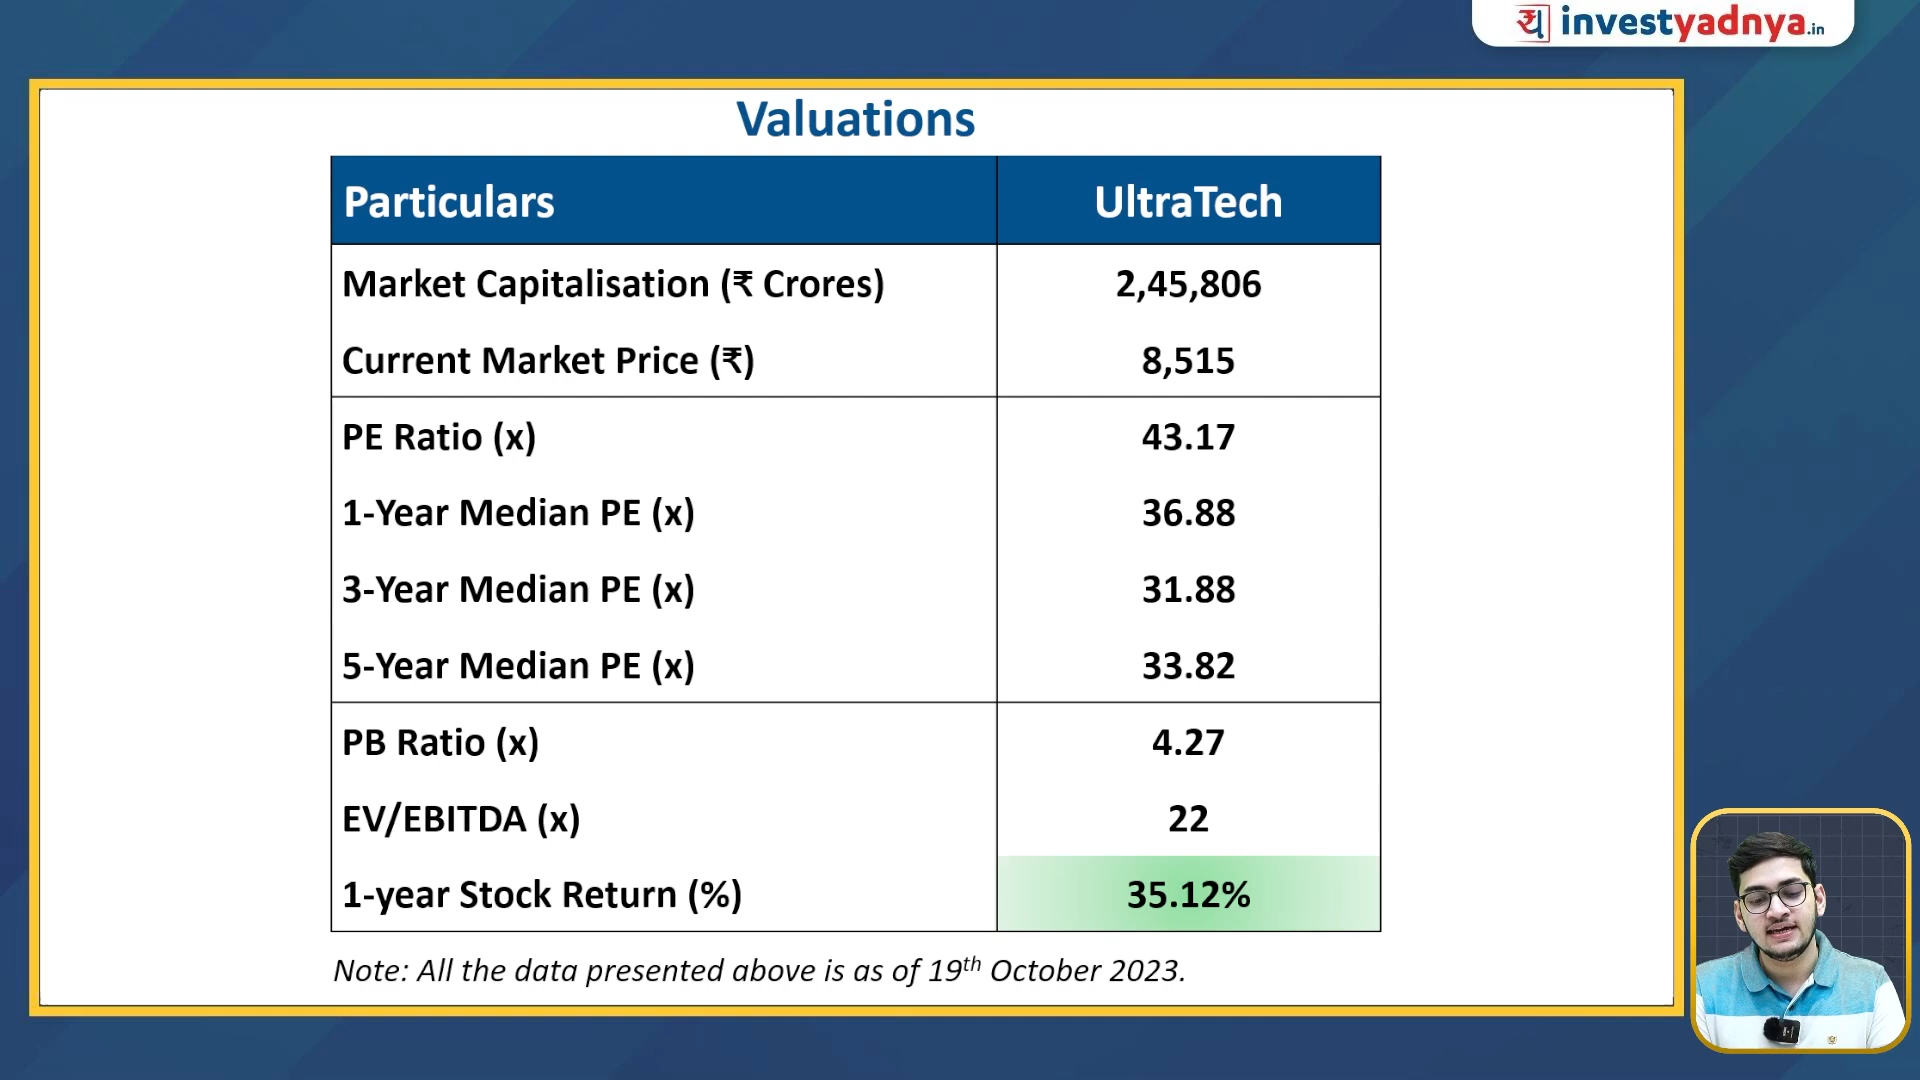 यी investyadnya.in
Valuations
Particulars UltraTech
Market Capitalisation (₹ Crores) 2,45,806
Current Market Price (₹) 8,515
PE Ratio (x) 43.17
1-Year Median PE (x) 36.88
3-Year Median PE (x) 31.88
5-Year Median PE (x) 33.82
PB Ratio (x) 4.27
EV/EBITDA (x) 22
1-year Stock Return (%) 35.12%
Note: All the data presented above is as of 19th October 2023.